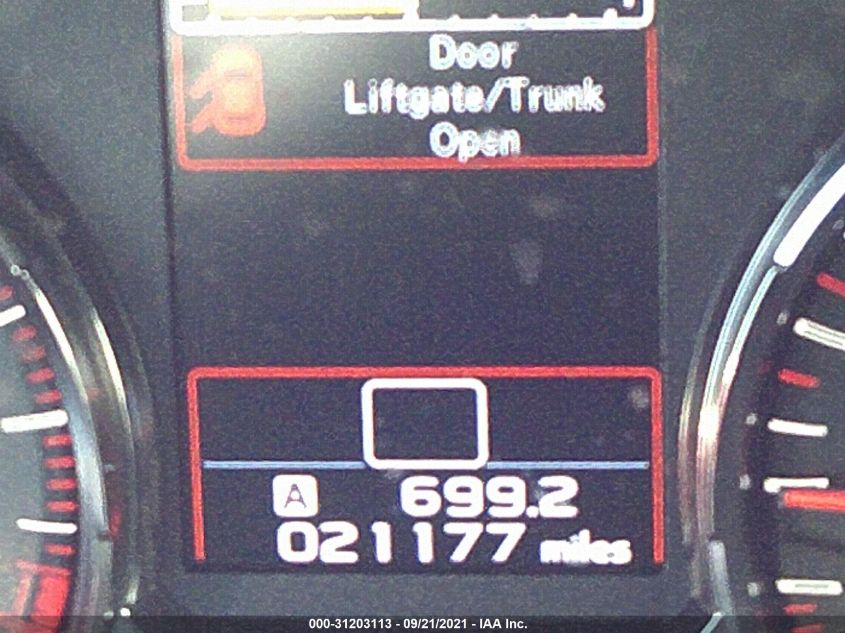 Door
Liftgate/Trunk
Open
A 699.2
021177 miles
000-31203113 - 09/21/2021 - IAA Inc.